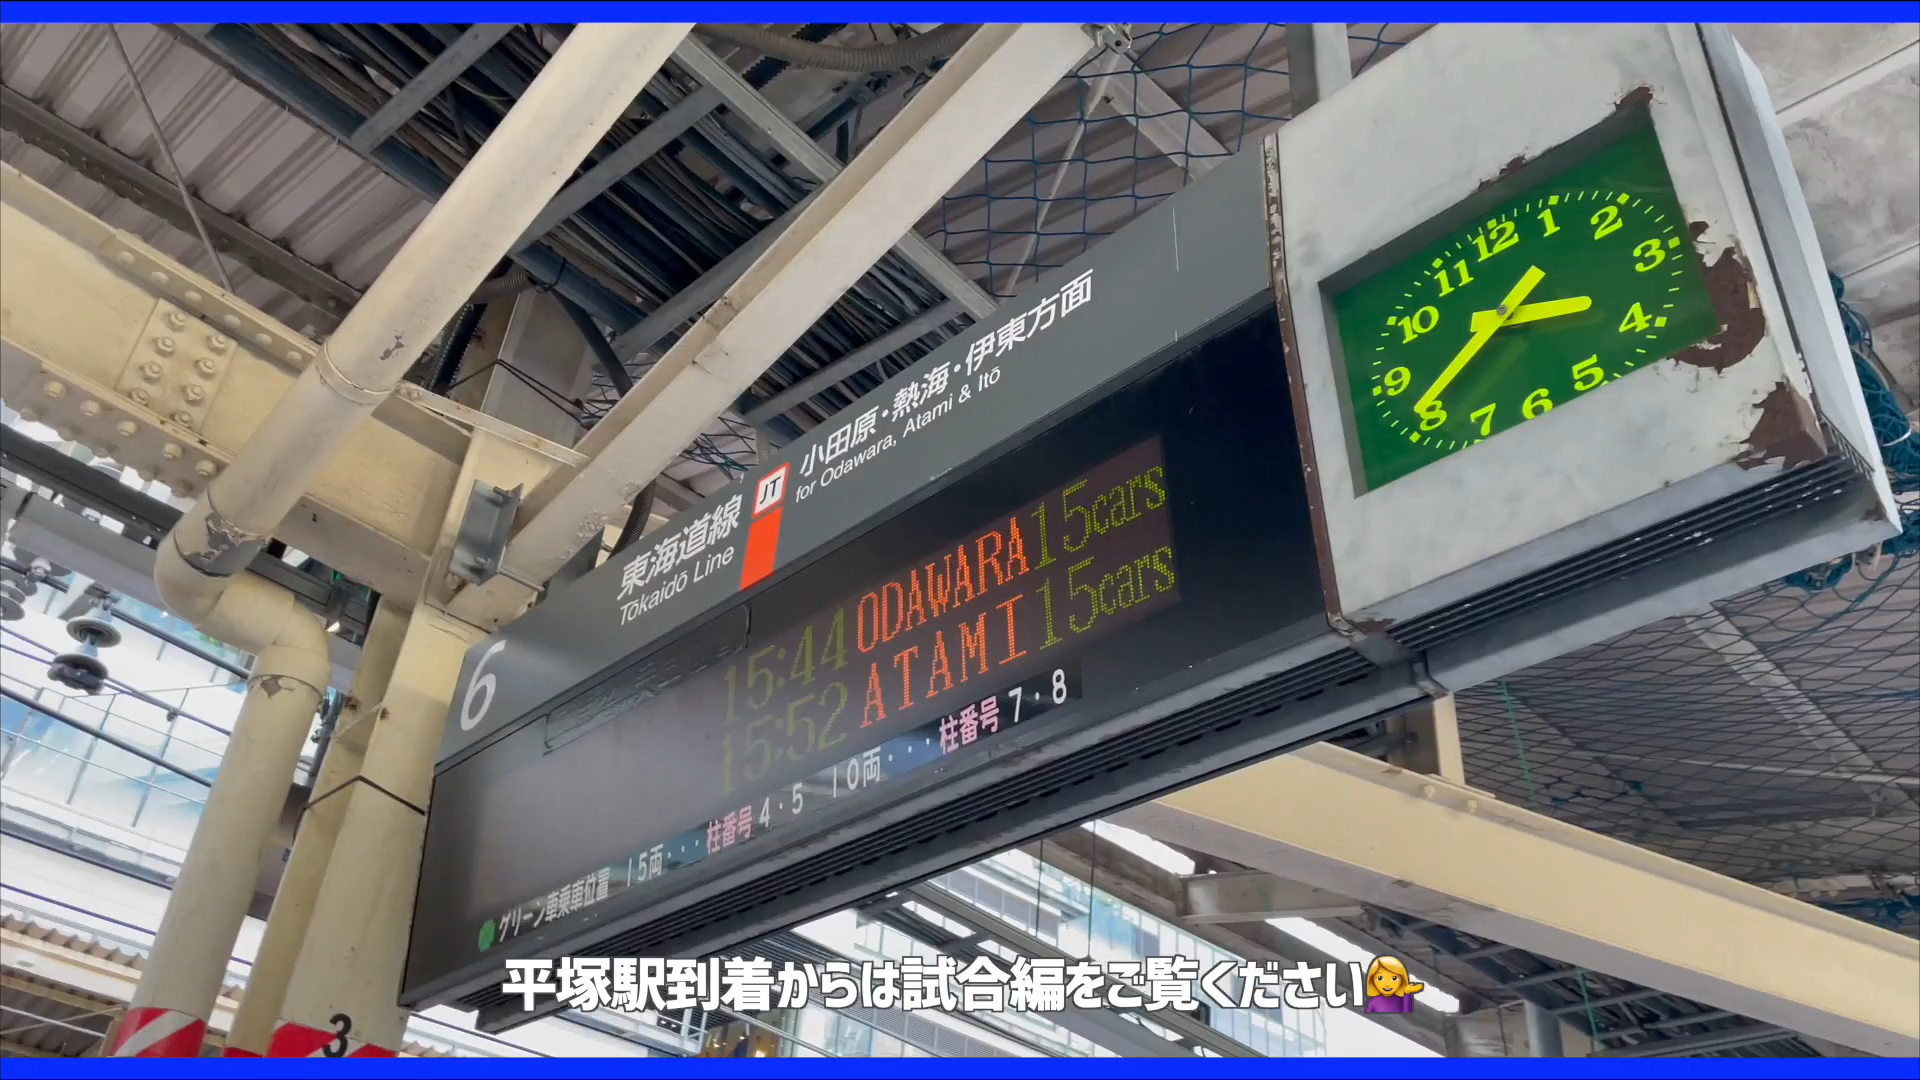 6
東海道線
Tōkaidō Line
JT
小田原・熱海・伊東方面
for Odawara, Atami & Itō
15:44 ODAWARA 15cars
15:52 ATAMI 15cars
グリーン車乗車位置 15両・・・柱番号 4・5 10両・・・柱番号 7・8
12 1 2 3 4 5 6 7 8 9 10 11
3
平塚駅到着からは試合編をご覧ください💁‍♀️